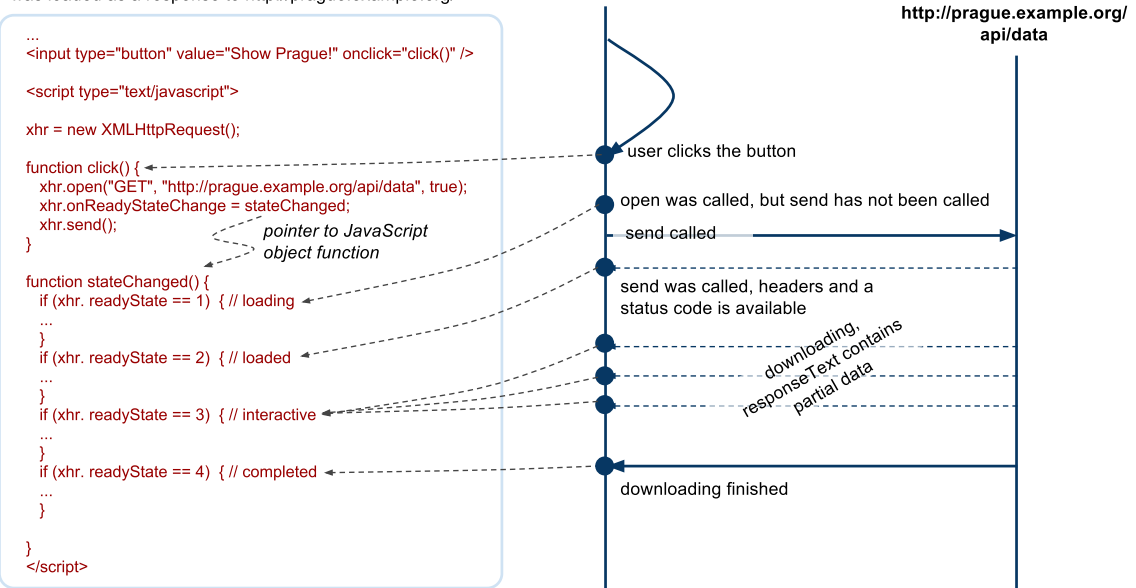 http://prague.example.org/
api/data
...
<input type="button" value="Show Prague!" onclick="click()" />
<script type="text/javascript">
xhr = new XMLHttpRequest();
function click() {
xhr.open("GET", "http://prague.example.org/api/data", true);
xhr.onReadyStateChange = stateChanged;
xhr.send();
}
pointer to JavaScript
object function
function stateChanged() {
if (xhr. readyState == 1)  { // loading
...
}
if (xhr. readyState == 2)  { // loaded
...
}
if (xhr. readyState == 3)  { // interactive
...
}
if (xhr. readyState == 4)  { // completed
...
}
}
</script>
user clicks the button
open was called, but send has not been called
send called
send was called, headers and a
status code is available
downloading,
responseText contains
partial data
downloading finished